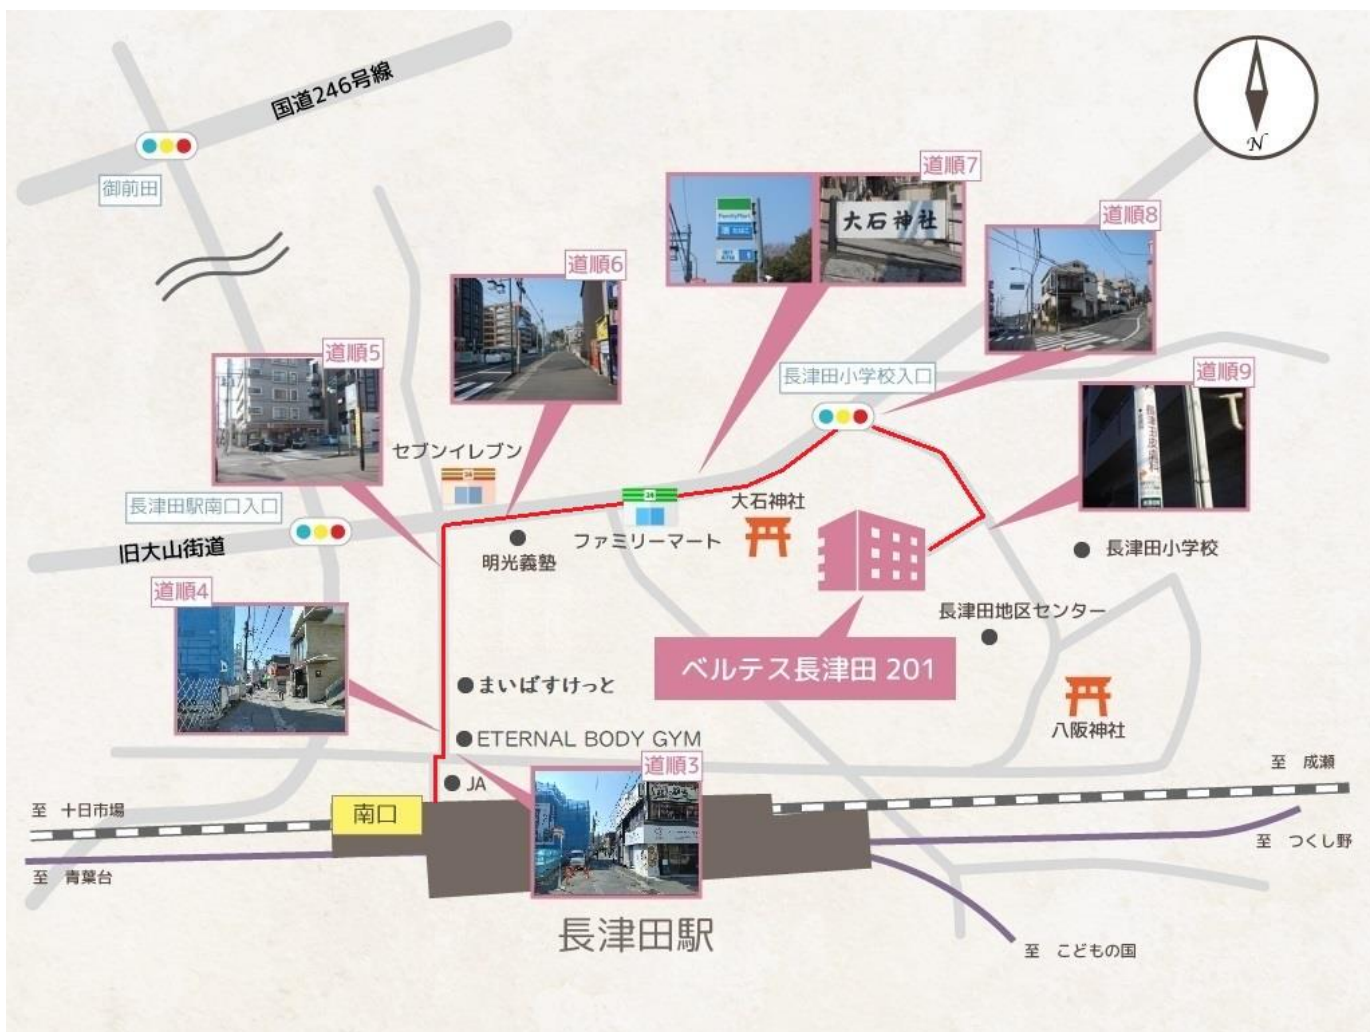 国道246号線
御前田
道順7
FamilyMart
大石神社
道順8
道順6
道順5
長津田小学校入口
道順9
セブンイレブン
長津田駅南口入口
大石神社
旧大山街道
明光義塾
ファミリーマート
長津田小学校
道順4
長津田地区センター
ベルテス長津田 201
まいばすけっと
八阪神社
ETERNAL BODY GYM
道順3
JA
至 成瀬
至 十日市場
南口
至 つくし野
至 青葉台
長津田駅
至 こどもの国
N